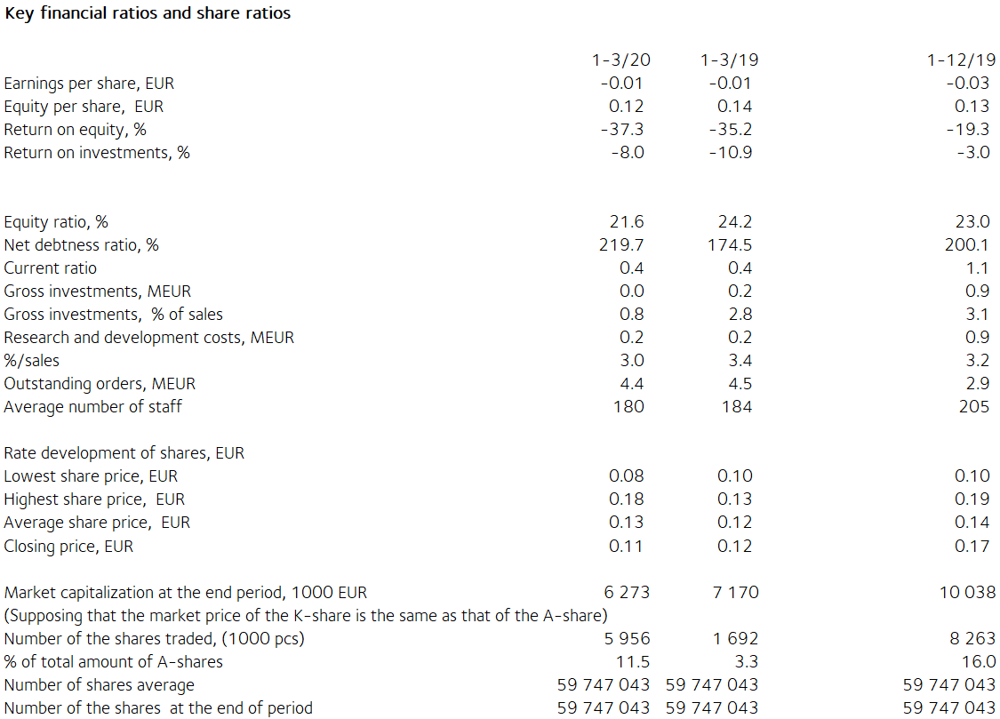 Key financial ratios and share ratios
1-3/20 1-3/19 1-12/19
Earnings per share, EUR -0.01 -0.01 -0.03
Equity per share, EUR 0.12 0.14 0.13
Return on equity, % -37.3 -35.2 -19.3
Return on investments, % -8.0 -10.9 -3.0
Equity ratio, % 21.6 24.2 23.0
Net debtness ratio, % 219.7 174.5 200.1
Current ratio 0.4 0.4 1.1
Gross investments, MEUR 0.0 0.2 0.9
Gross investments, % of sales 0.8 2.8 3.1
Research and development costs, MEUR 0.2 0.2 0.9
%/sales 3.0 3.4 3.2
Outstanding orders, MEUR 4.4 4.5 2.9
Average number of staff 180 184 205
Rate development of shares, EUR
Lowest share price, EUR 0.08 0.10 0.10
Highest share price, EUR 0.18 0.13 0.19
Average share price, EUR 0.13 0.12 0.14
Closing price, EUR 0.11 0.12 0.17
Market capitalization at the end period, 1000 EUR 6 273 7 170 10 038
(Supposing that the market price of the K-share is the same as that of the A-share)
Number of the shares traded, (1000 pcs) 5 956 1 692 8 263
% of total amount of A-shares 11.5 3.3 16.0
Number of shares average 59 747 043 59 747 043 59 747 043
Number of the shares at the end of period 59 747 043 59 747 043 59 747 043